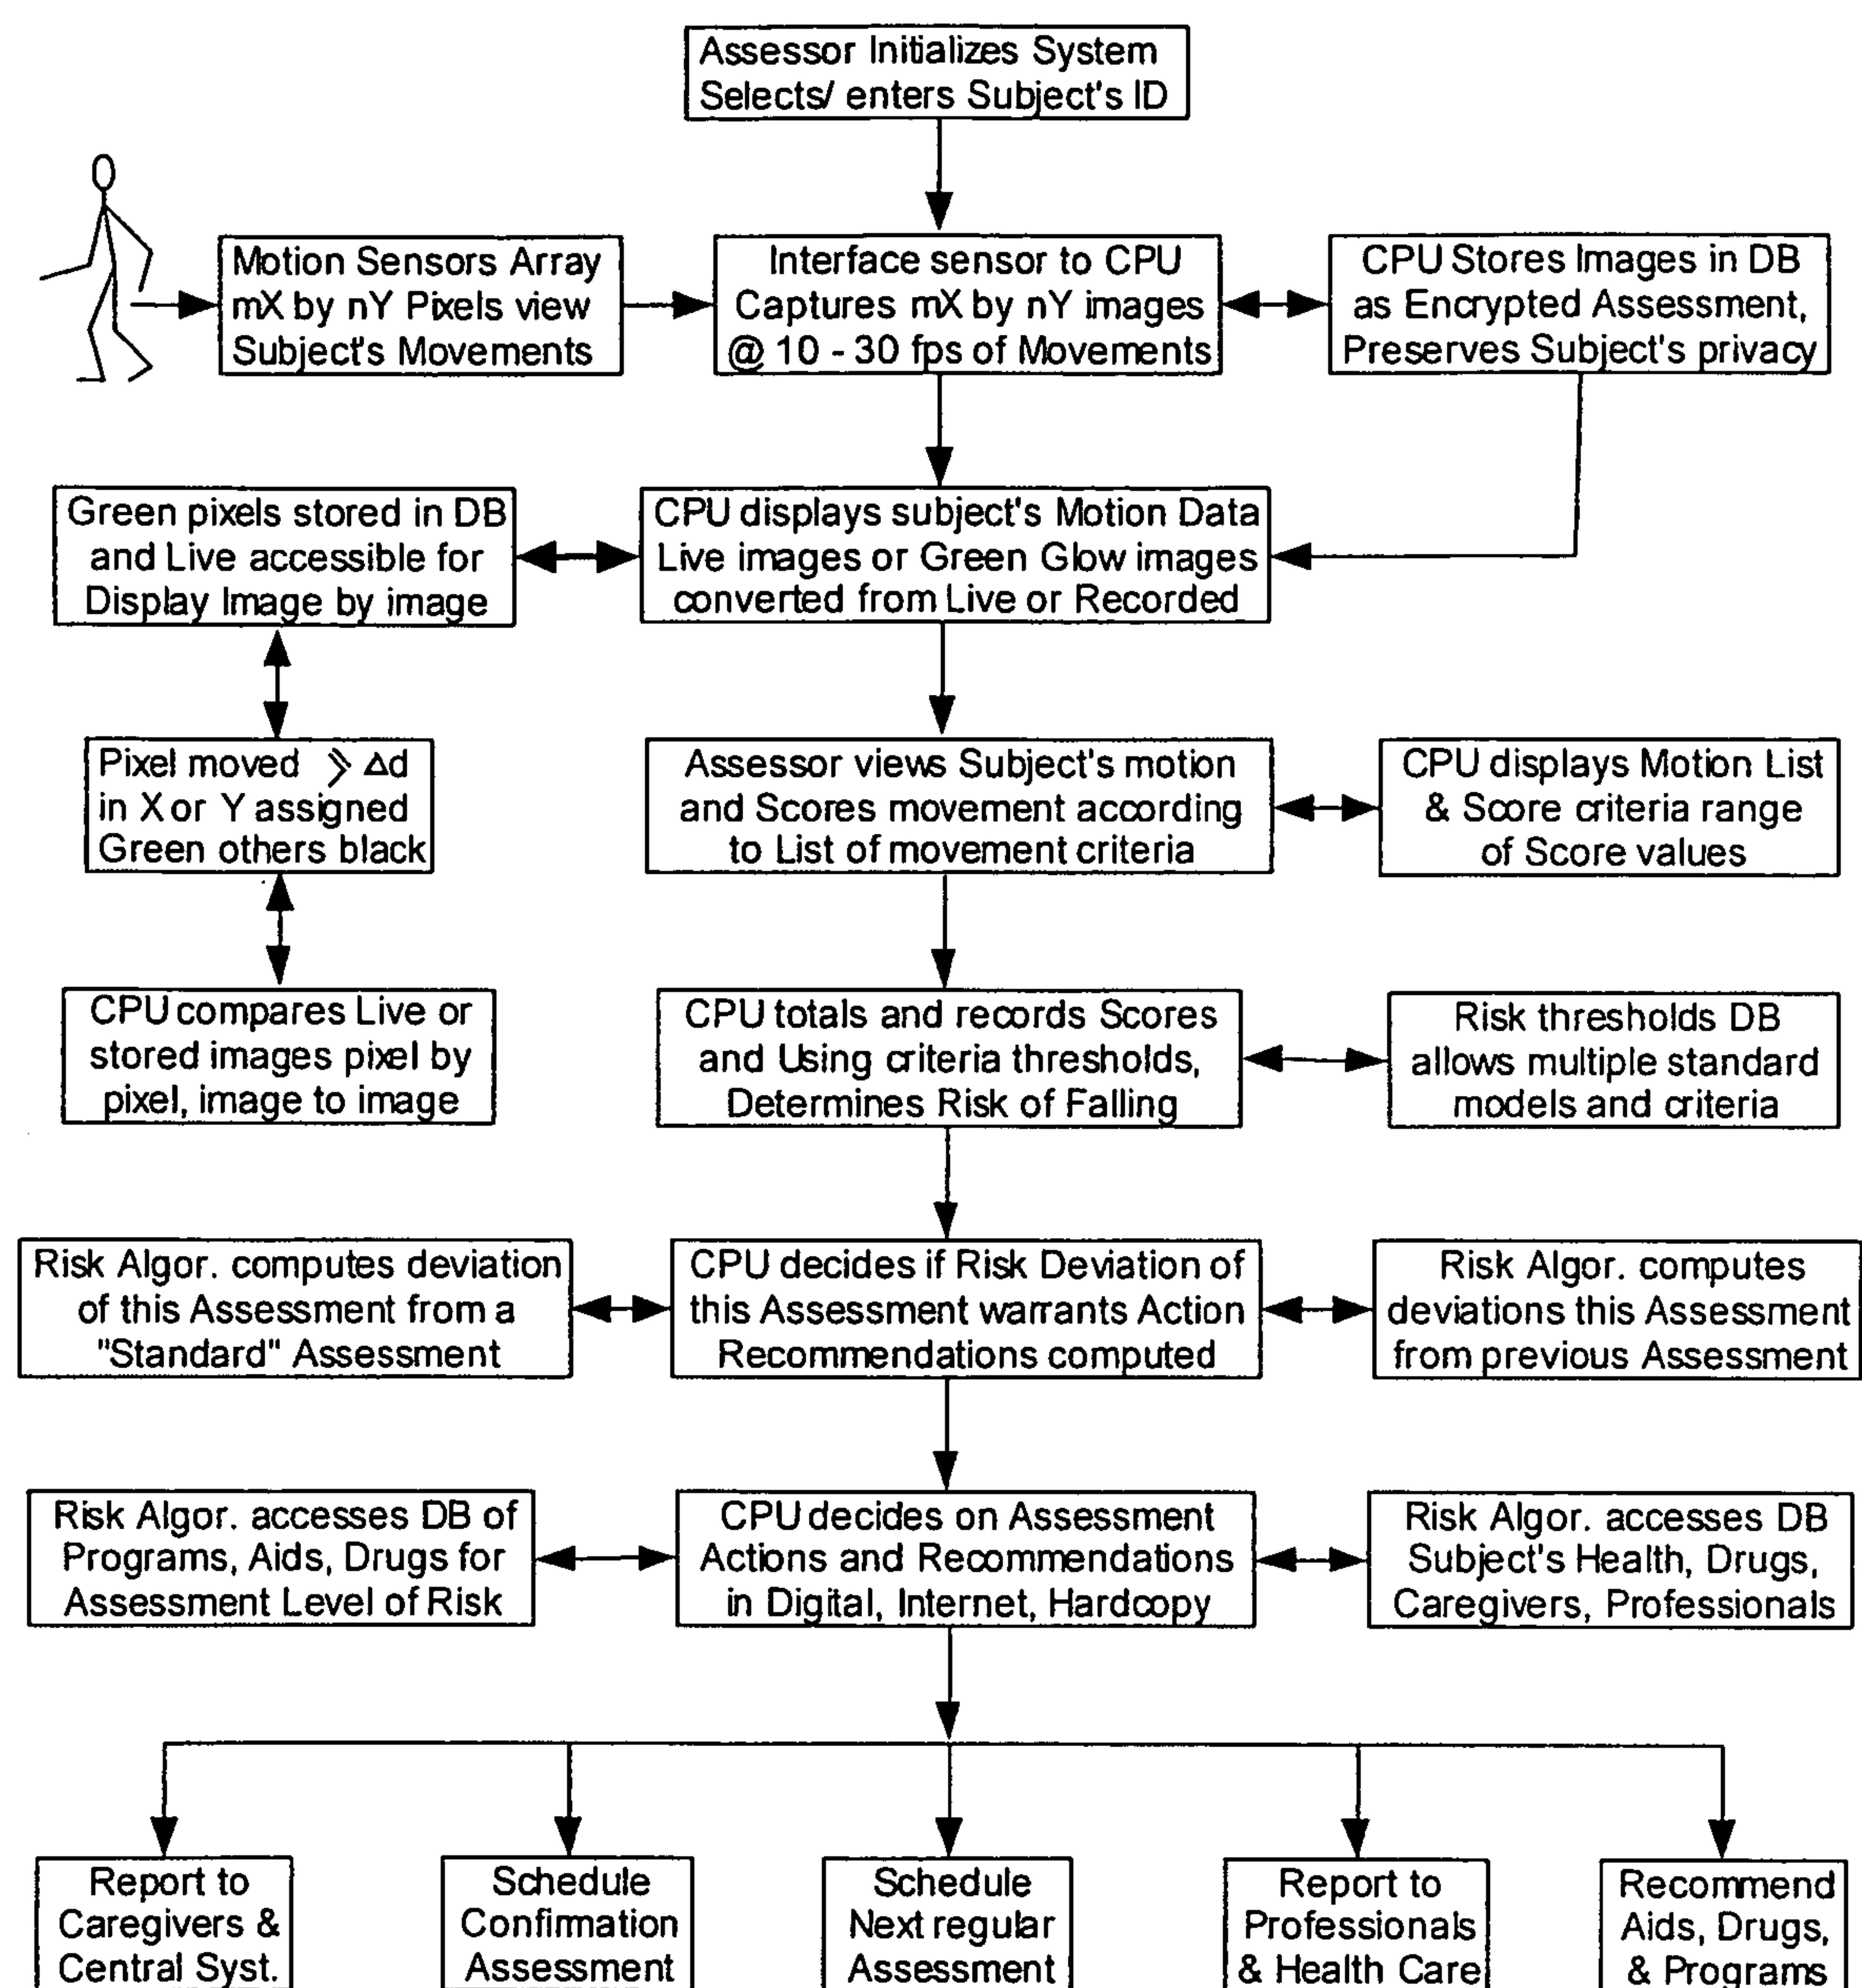 Assessor Initializes System
Selects/ enters Subject's ID
Motion Sensors Array
mX by nY Pixels view
Subject's Movements
Interface sensor to CPU
Captures mX by nY images
@ 10 - 30 fps of Movements
CPU Stores Images in DB
as Encrypted Assessment,
Preserves Subject's privacy
Green pixels stored in DB
and Live accessible for
Display Image by image
CPU displays subject's Motion Data
Live images or Green Glow images
converted from Live or Recorded
Pixel moved ≫ Δd
in X or Y assigned
Green others black
Assessor views Subject's motion
and Scores movement according
to List of movement criteria
CPU displays Motion List
& Score criteria range
of Score values
CPU compares Live or
stored images pixel by
pixel, image to image
CPU totals and records Scores
and Using criteria thresholds,
Determines Risk of Falling
Risk thresholds DB
allows multiple standard
models and criteria
Risk Algor. computes deviation
of this Assessment from a
"Standard" Assessment
CPU decides if Risk Deviation of
this Assessment warrants Action
Recommendations computed
Risk Algor. computes
deviations this Assessment
from previous Assessment
Risk Algor. accesses DB of
Programs, Aids, Drugs for
Assessment Level of Risk
CPU decides on Assessment
Actions and Recommendations
in Digital, Internet, Hardcopy
Risk Algor. accesses DB
Subject's Health, Drugs,
Caregivers, Professionals
Report to
Caregivers &
Central Syst.
Schedule
Confirmation
Assessment
Schedule
Next regular
Assessment
Report to
Professionals
& Health Care
Recommend
Aids, Drugs,
& Programs